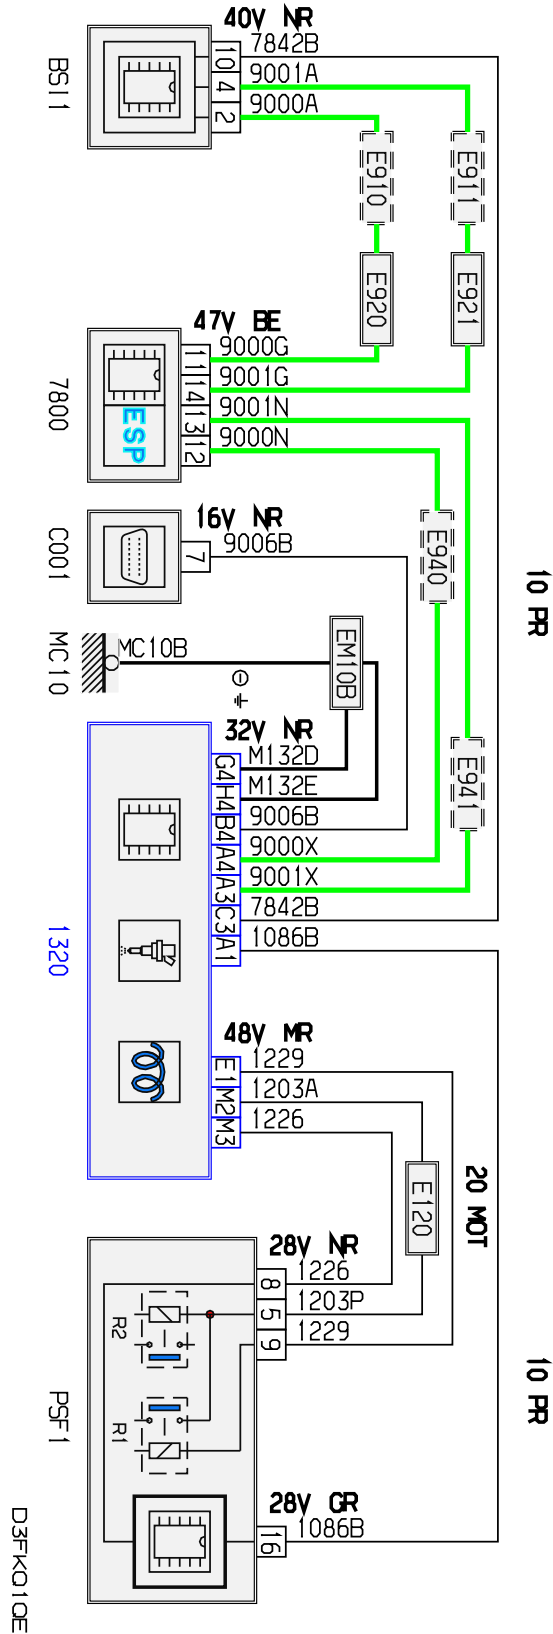 40V NR
7842B
10
9001A
4
9000A
2
BSI1
E910
E911
E920
E921
47V BE
9000G
11
9001G
14
9001N
13
9000N
12
ESP
7800
16V NR
9006B
7
C001
E940
10 PR
MC10B
MC10
EM10B
32V NR
M132D
G4
M132E
H4
9006B
B4
9000X
A4
9001X
A3
7842B
C3
1086B
A1
E941
1320
48V MR
1229
E1
1203A
M2
1226
M3
E120
20 MOT
28V NR
1226
8
1203P
5
1229
9
R2
R1
PSF1
10 PR
28V GR
1086B
16
D3FKQ1QE